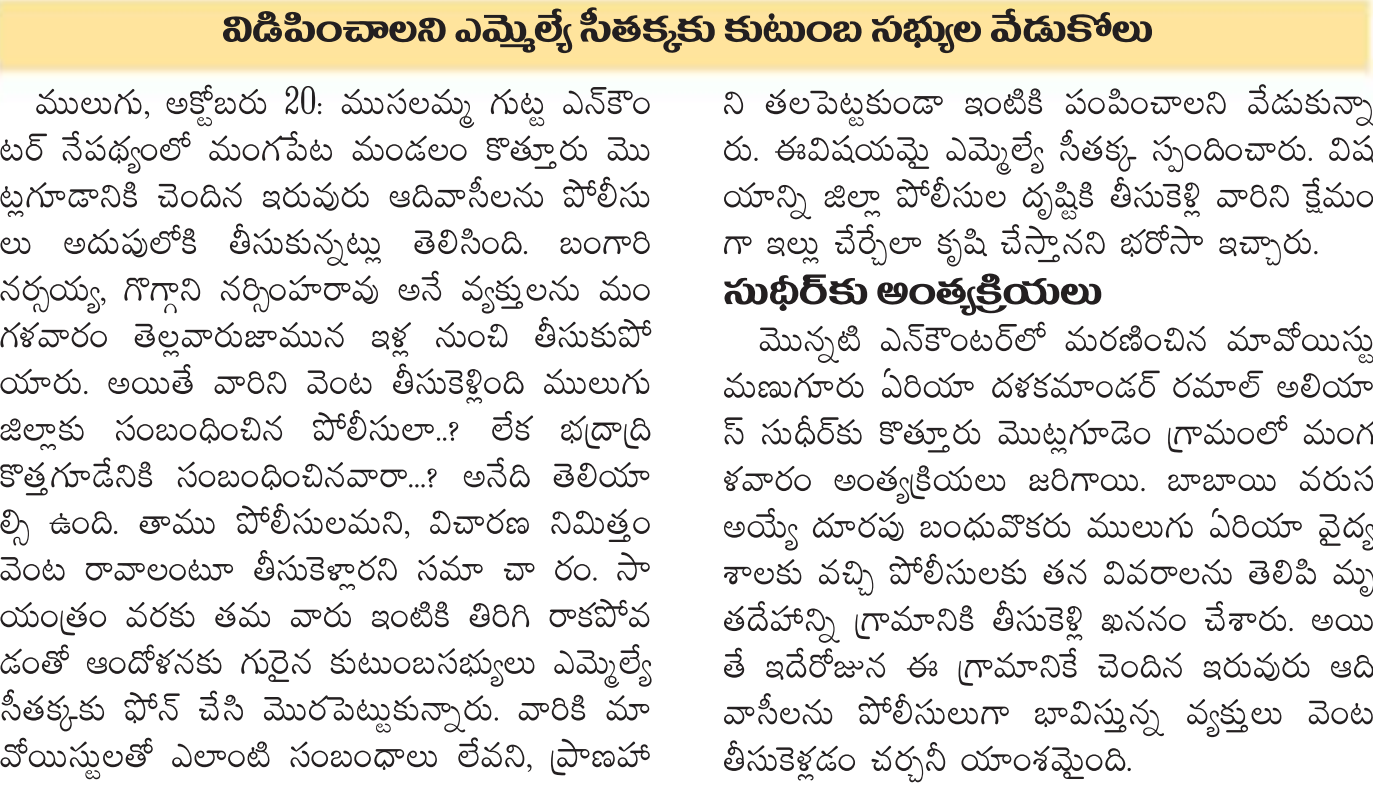 విడిపించాలని ఎమ్మెల్యే సీతక్కకు కుటుంబ సభ్యుల వేడుకోలు
ములుగు, అక్టోబరు 20: ముసలమ్మ గుట్ట ఎన్‌కౌం
టర్ నేపథ్యంలో మంగపేట మండలం కొత్తూరు మొ
ట్లగూడానికి చెందిన ఇరువురు ఆదివాసీలను పోలీసు
లు అదుపులోకి తీసుకున్నట్లు తెలిసింది. బంగారి
నర్సయ్య, గొగ్గాని నర్సింహరావు అనే వ్యక్తులను మం
గళవారం తెల్లవారుజామున ఇళ్ల నుంచి తీసుకుపో
యారు. అయితే వారిని వెంట తీసుకెళ్లింది ములుగు
జిల్లాకు సంబంధించిన పోలీసులా..? లేక భద్రాద్రి
కొత్తగూడేనికి సంబంధించినవారా...? అనేది తెలియా
ల్సి ఉంది. తాము పోలీసులమని, విచారణ నిమిత్తం
వెంట రావాలంటూ తీసుకెళ్లారని సమా చా రం. సా
యంత్రం వరకు తమ వారు ఇంటికి తిరిగి రాకపోవ
డంతో ఆందోళనకు గురైన కుటుంబసభ్యులు ఎమ్మెల్యే
సీతక్కకు ఫోన్ చేసి మొరపెట్టుకున్నారు. వారికి మా
వోయిస్టులతో ఎలాంటి సంబంధాలు లేవని, ప్రాణహా
ని తలపెట్టకుండా ఇంటికి పంపించాలని వేడుకున్నా
రు. ఈవిషయమై ఎమ్మెల్యే సీతక్క స్పందించారు. విష
యాన్ని జిల్లా పోలీసుల దృష్టికి తీసుకెళ్లి వారిని క్షేమం
గా ఇల్లు చేర్చేలా కృషి చేస్తానని భరోసా ఇచ్చారు.
సుధీర్‌కు అంత్యక్రియలు
మొన్నటి ఎన్‌కౌంటర్‌లో మరణించిన మావోయిస్టు
మణుగూరు ఏరియా దళకమాండర్ రమాల్ అలియా
స్ సుధీర్‌కు కొత్తూరు మొట్లగూడెం గ్రామంలో మంగ
ళవారం అంత్యక్రియలు జరిగాయి. బాబాయి వరుస
అయ్యే దూరపు బంధువొకరు ములుగు ఏరియా వైద్య
శాలకు వచ్చి పోలీసులకు తన వివరాలను తెలిపి మృ
తదేహాన్ని గ్రామానికి తీసుకెళ్లి ఖననం చేశారు. అయి
తే ఇదేరోజున ఈ గ్రామానికే చెందిన ఇరువురు ఆది
వాసీలను పోలీసులుగా భావిస్తున్న వ్యక్తులు వెంట
తీసుకెళ్లడం చర్చనీ యాంశమైంది.